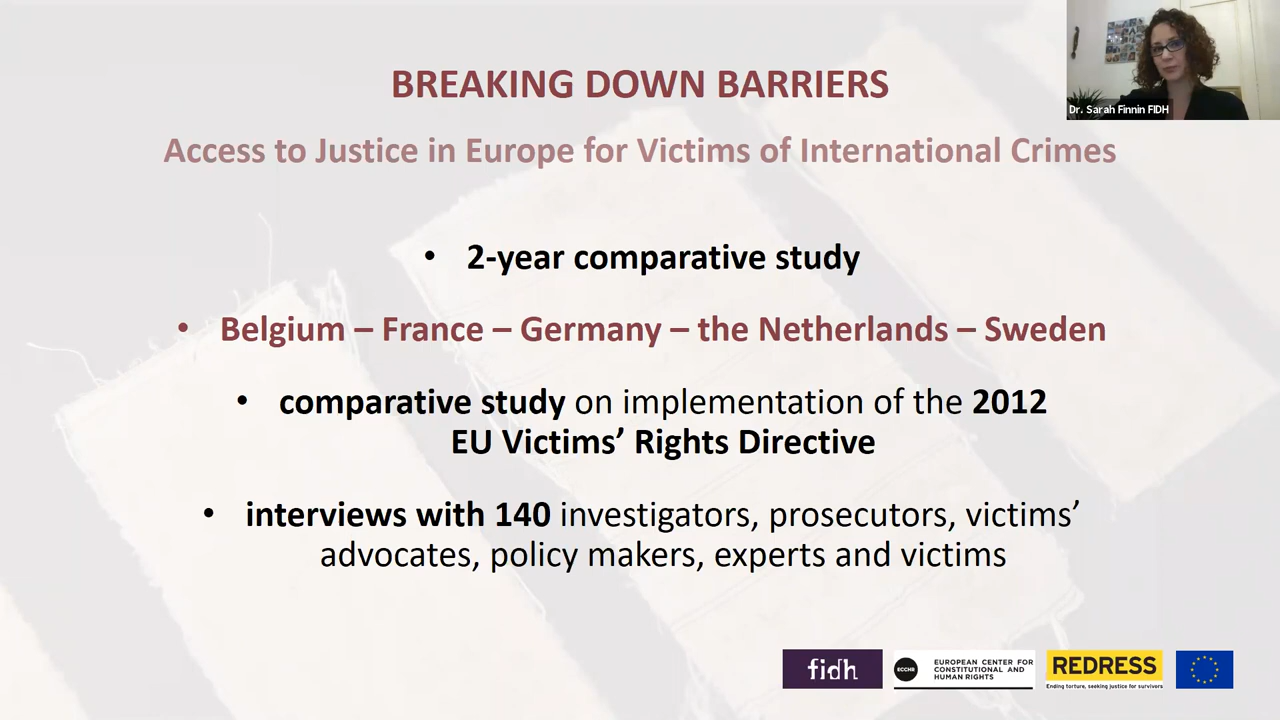 BREAKING DOWN BARRIERS
Access to Justice in Europe for Victims of International Crimes
Dr. Sarah Finnin FIDH
• 2-year comparative study
• Belgium – France – Germany – the Netherlands – Sweden
• comparative study on implementation of the 2012
EU Victims’ Rights Directive
• interviews with 140 investigators, prosecutors, victims’
advocates, policy makers, experts and victims
fidh
ECCHR
EUROPEAN CENTER FOR
CONSTITUTIONAL AND
HUMAN RIGHTS
REDRESS
Ending torture, seeking justice for survivors